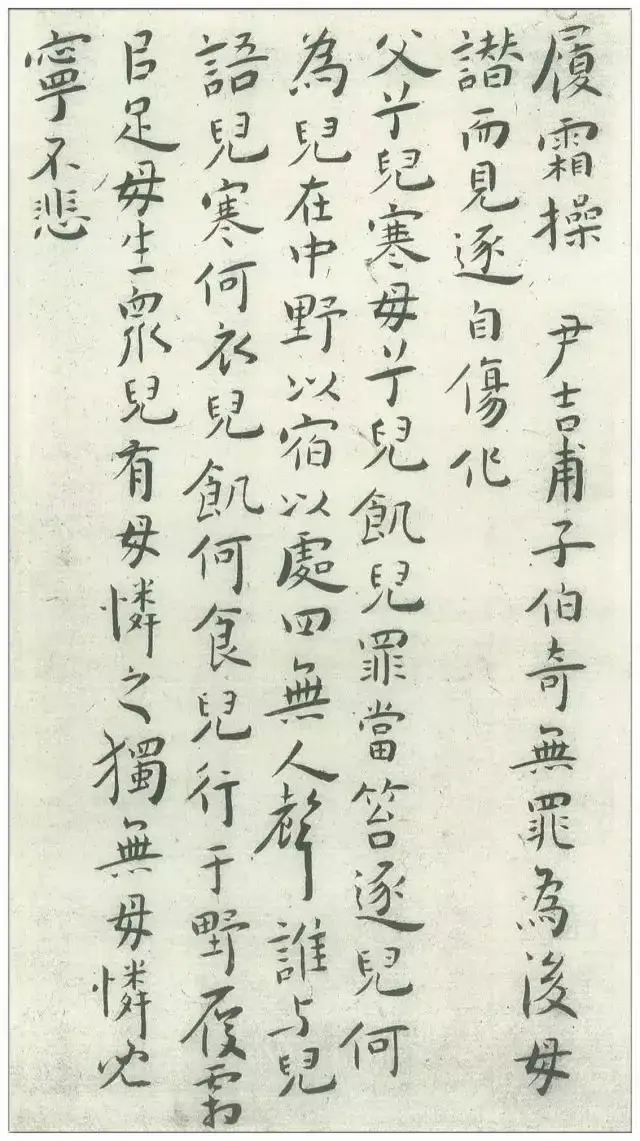 履霜操　尹吉甫子伯奇無罪為後母
譖而見逐自傷作
父兮兒寒母兮兒飢兒罪當笞逐兒何
為兒在中野以宿以處四無人聲誰与兒
語兒寒何衣兒飢何食兒行于野履霜
以足母生衆兒有母憐之獨無母憐兒
寧不悲